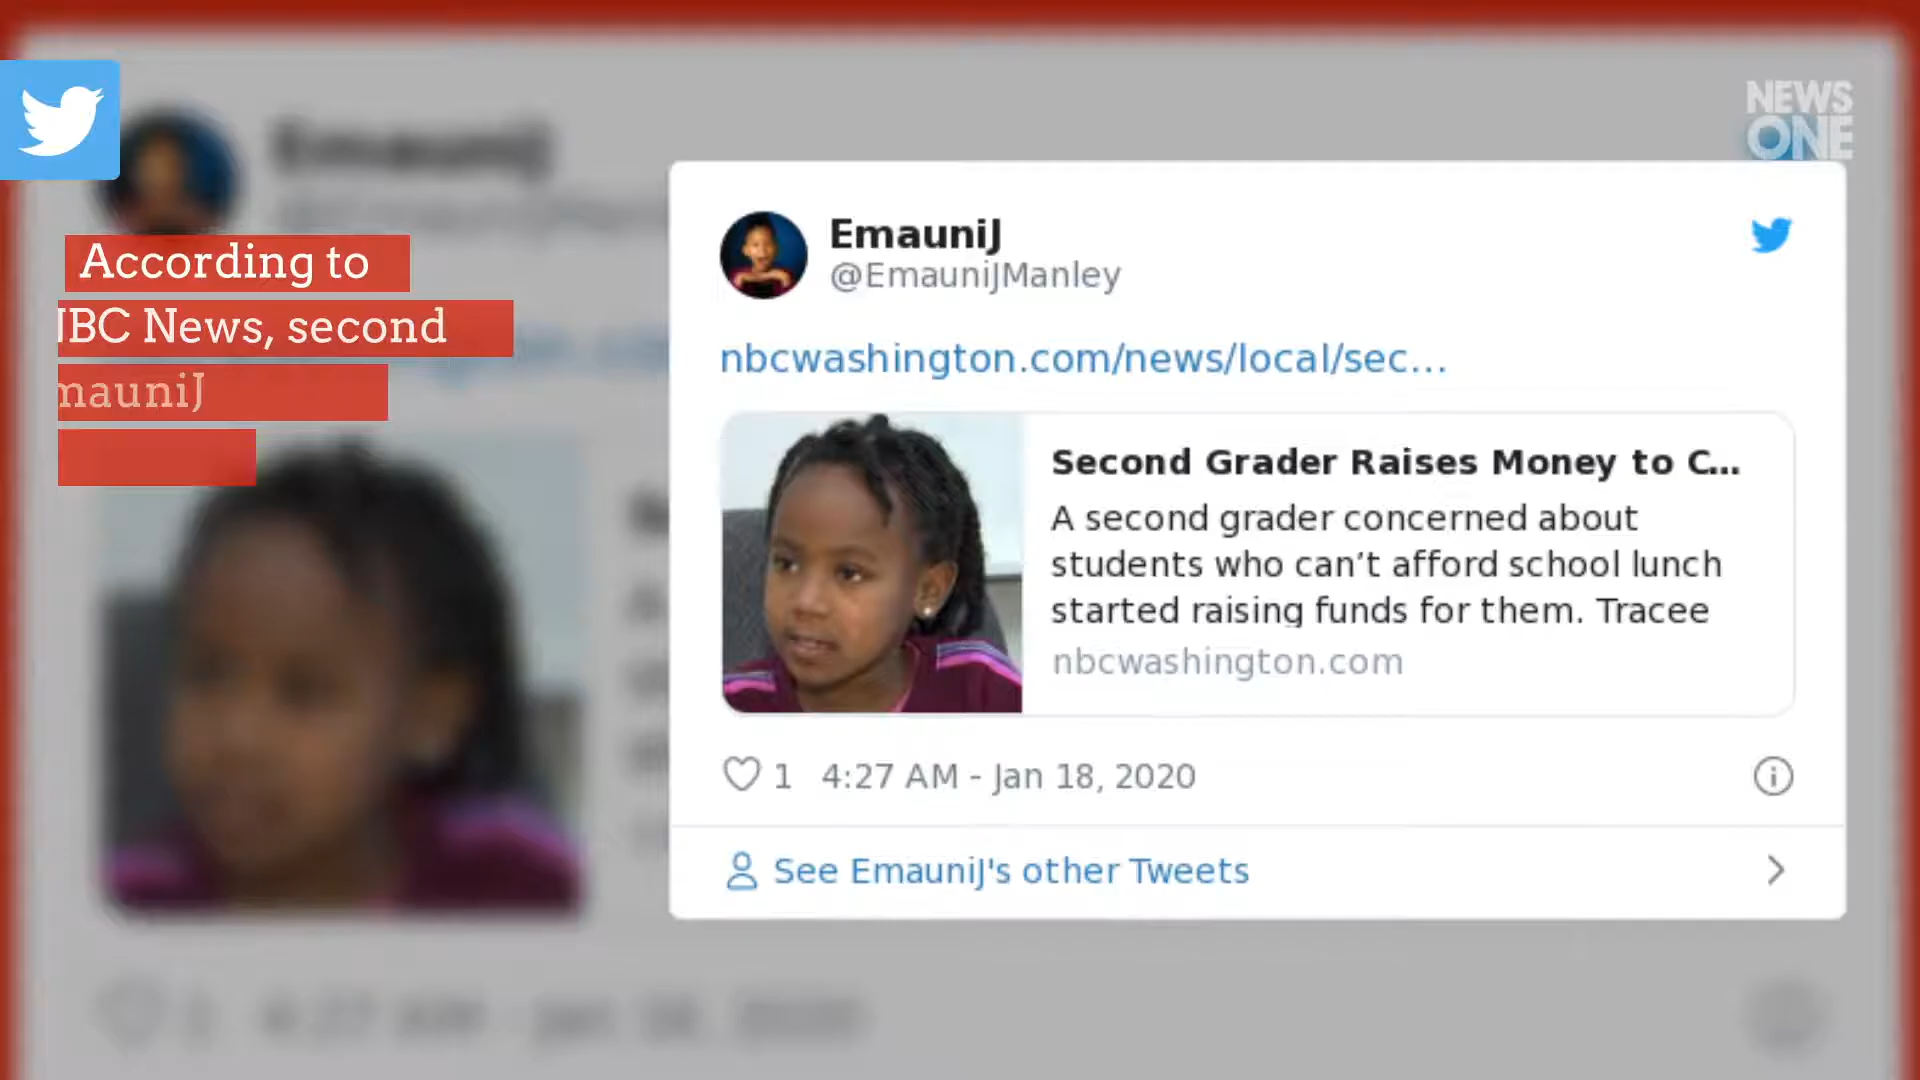 NEWS
ONE
According to
BC News, second
mauniJ
EmauniJ
@EmauniJManley
nbcwashington.com/news/local/sec...
Second Grader Raises Money to C...
A second grader concerned about
students who can't afford school lunch
started raising funds for them. Tracee
nbcwashington.com
1 4:27 AM - Jan 18, 2020
See EmauniJ's other Tweets